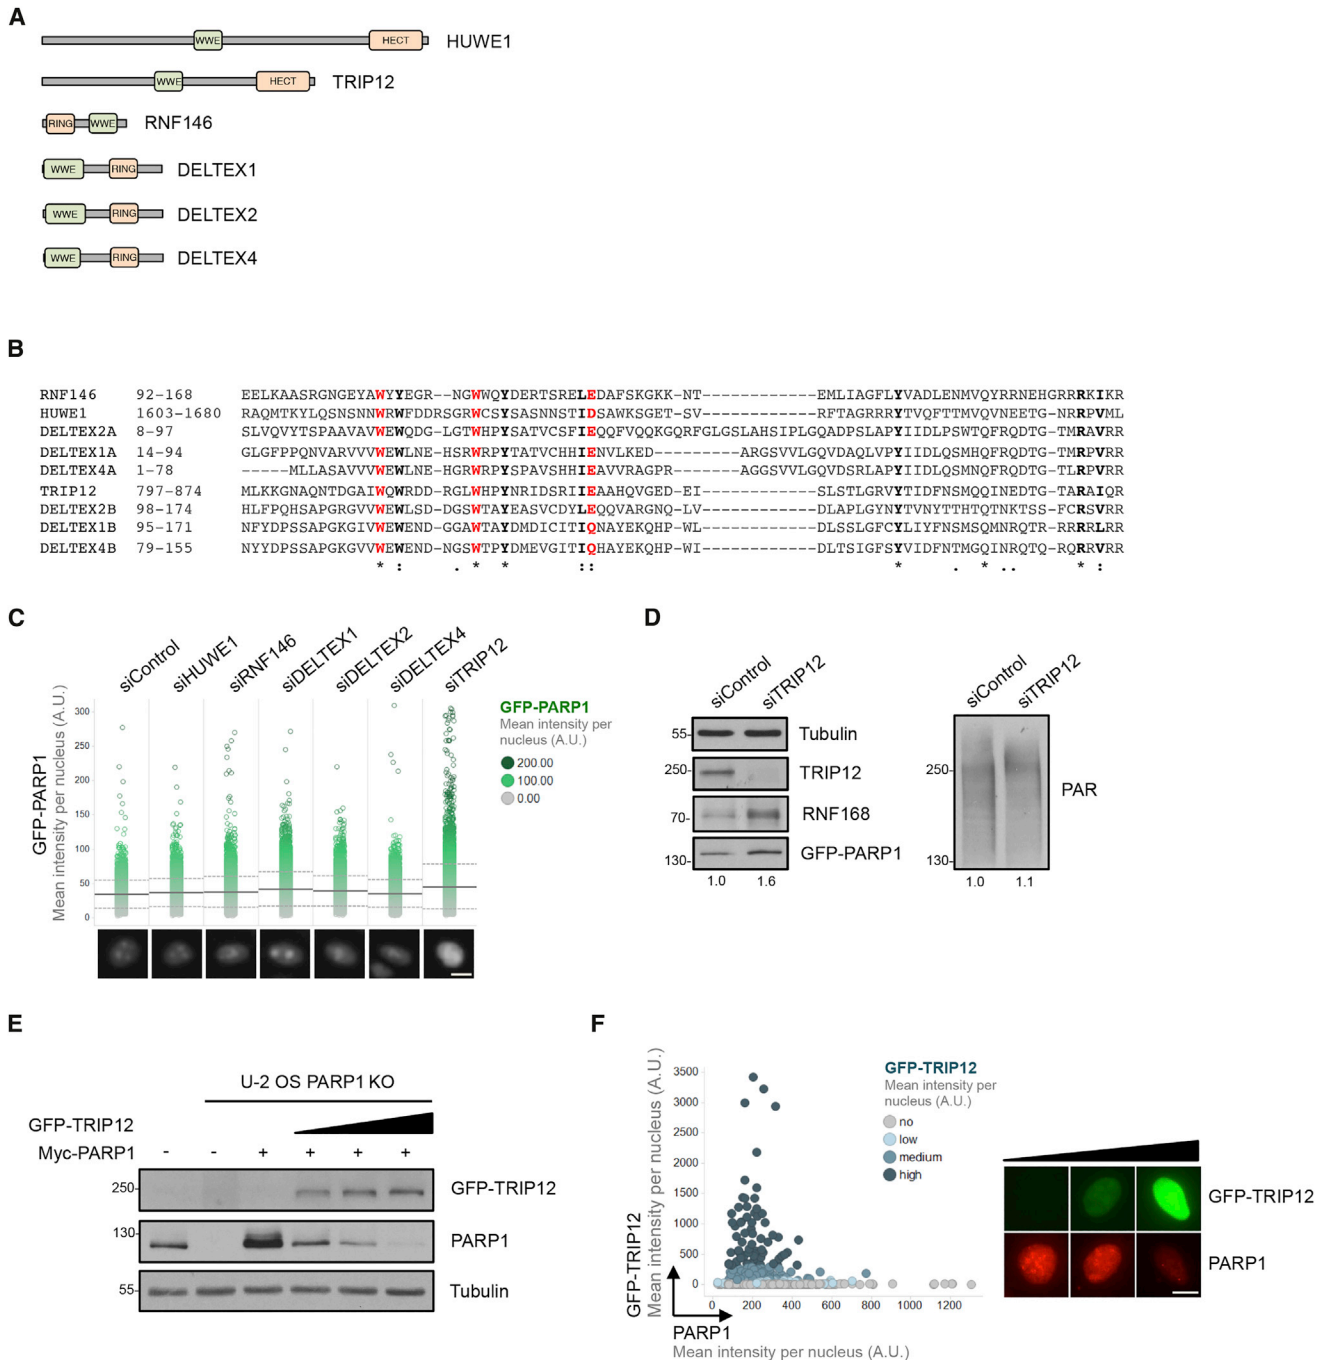 A
WWE HECT HUWE1
WWE HECT TRIP12
RING WWE RNF146
WWE RING DELTEX1
WWE RING DELTEX2
WWE RING DELTEX4
B
RNF146 92-168 EELKAASRGNGEYAWYYEGR--NGWWQYDERTSRELEDAFSKGKK-NT------------EMLIAGFLYVADLENMVQYRRNEHGRRRKIKR
HUWE1 1603-1680 RAQMTKYLQSNSNNWRWFDDRSGRWCSYSASNNSTIDSAWKSGET-SV------------RFTAGRRRYTVQFTTMVQVNEETG-NRRPVML
DELTEX2A 8-97 SLVQVYTSPAAVAVWEWQDG-LGTWHPYSATVCSFIEQQFVQQKGQRFGLGSLAHSIPLGQADPSLAPYIIDLPSWTQFRQDTG-TMRAVRR
DELTEX1A 14-94 GLGFPPQNVARVVVWEWLNE-HSRWRPYTATVCHHIENVLKED---------ARGSVVLGQVDAQLVPYIIDLQSMHQFRQDTG-TMRPVRR
DELTEX4A 1-78 -----MLLASAVVVWEWLNE-HGRWRPYSPAVSHHIEAVVRAGPR-------AGGSVVLGQVDSRLAPYIIDLQSMNQFRQDTG-TLRPVRR
TRIP12 797-874 MLKKGNAQNTDGAIWQWRDD-RGLWHPYNRIDSRIIEAAHQVGED-EI------------SLSTLGRVYTIDFNSMQQINEDTG-TARAIQR
DELTEX2B 98-174 HLFPQHSYALPRGVVCEWLSD-DGSWTAYEASVCDYLEQQVARGNQ-LV------------DLAPLGYNYTVNYTTHTQTNKTSS-FCRSVRR
DELTEX1B 95-171 NFYDPSSAPGKGIVWEWEND-GGAWTAYDMDICITIQNAYEKQHP-WL------------DLSSLGFCYLIYFNSMSQMNRQTR-RRRRLRR
DELTEX4B 79-155 NYYDPSSAPGKGVVWEWENDNGSWTPYDMEVGITIQHAYEKQHP-WI------------DLTSIGFSYVIDFNTMGQINRQTQ-RQRRVRR
* : . * * :: * . * .. * :
C
siControl siHUWE1 siRNF146 siDELTEX1 siDELTEX2 siDELTEX4 siTRIP12
GFP-PARP1
Mean intensity per nucleus (A.U.)
300
250
200
150
100
50
0
GFP-PARP1
Mean intensity per
nucleus (A.U.)
200.00
100.00
0.00
D
siControl siTRIP12
55- Tubulin
250- TRIP12
70- RNF168
130- GFP-PARP1
1.0 1.6
siControl siTRIP12
250-
PAR
130-
1.0 1.1
E
U-2 OS PARP1 KO
GFP-TRIP12
Myc-PARP1 - - + + + +
250- GFP-TRIP12
130- PARP1
55- Tubulin
F
GFP-TRIP12
Mean intensity per nucleus (A.U.)
3500
3000
2500
2000
1500
1000
500
0
0 200 400 600 800 1000 1200
PARP1
Mean intensity per nucleus (A.U.)
GFP-TRIP12
Mean intensity per
nucleus (A.U.)
no
low
medium
high
GFP-TRIP12
PARP1